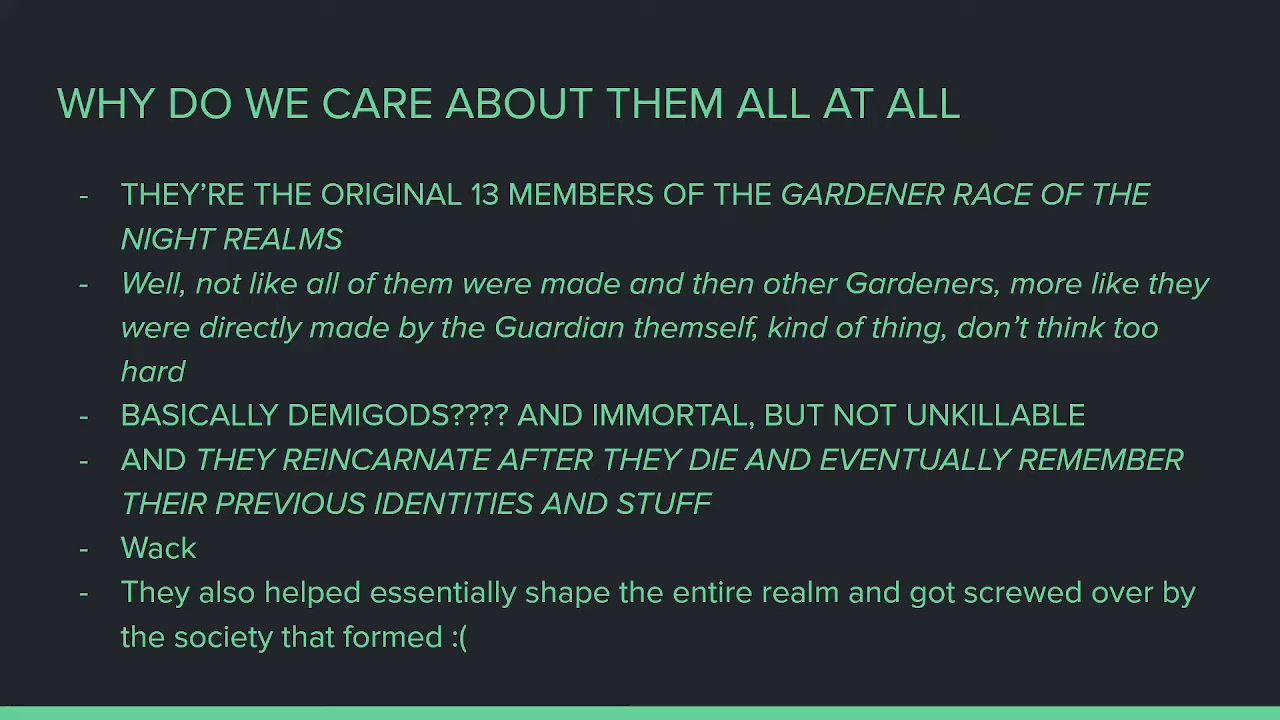 WHY DO WE CARE ABOUT THEM ALL AT ALL
- THEY’RE THE ORIGINAL 13 MEMBERS OF THE GARDENER RACE OF THE
NIGHT REALMS
- Well, not like all of them were made and then other Gardeners, more like they
were directly made by the Guardian themself, kind of thing, don’t think too
hard
- BASICALLY DEMIGODS???? AND IMMORTAL, BUT NOT UNKILLABLE
- AND THEY REINCARNATE AFTER THEY DIE AND EVENTUALLY REMEMBER
THEIR PREVIOUS IDENTITIES AND STUFF
- Wack
- They also helped essentially shape the entire realm and got screwed over by
the society that formed :(